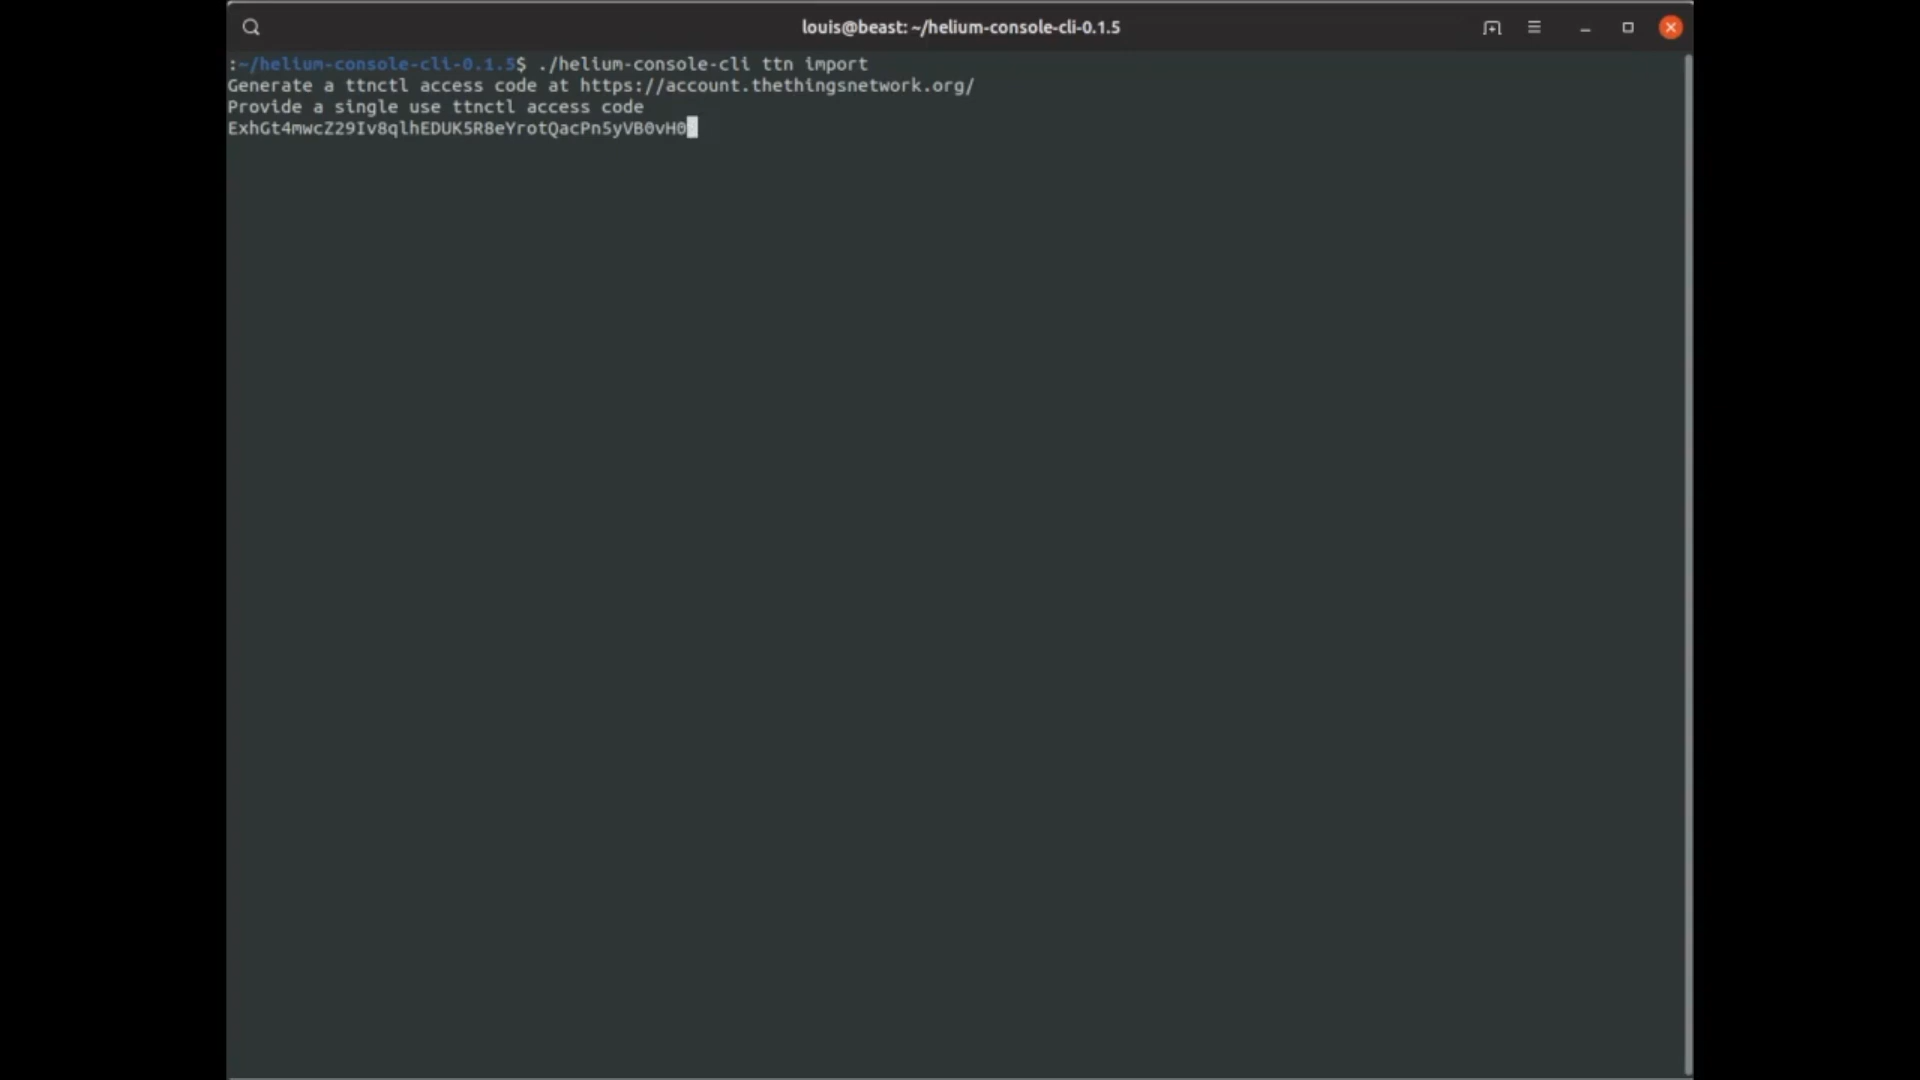 louis@beast: ~/helium-console-cli-0.1.5
:~/helium-console-cli-0.1.5$ ./helium-console-cli ttn import
Generate a ttnctl access code at https://account.thethingsnetwork.org/
Provide a single use ttnctl access code
ExhGt4mwcZ29Iv8qlhEDUK5R8eYrotQacPn5yVB0vH0